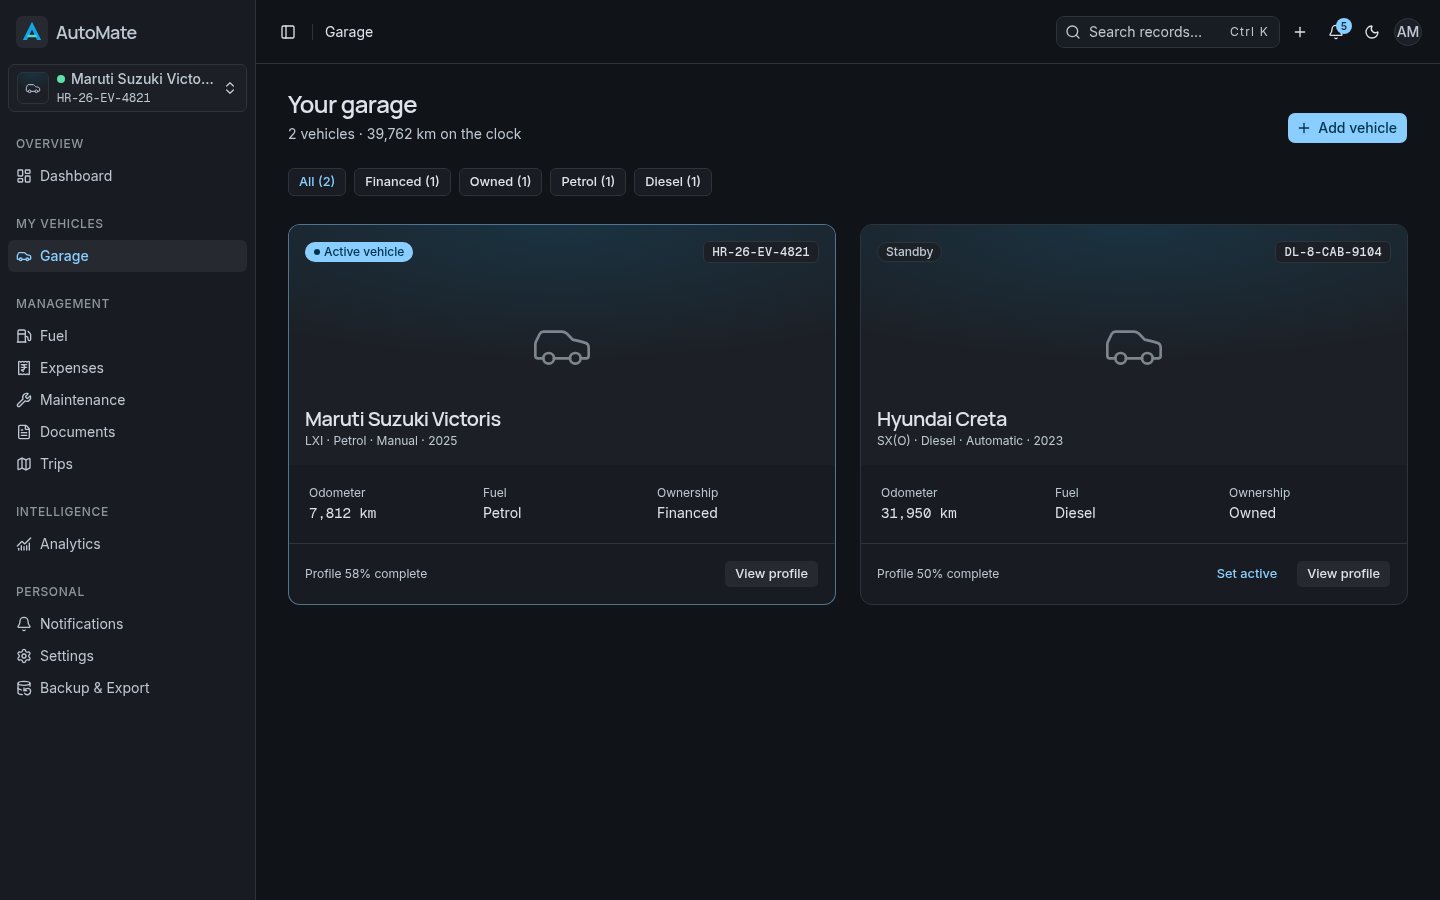 AutoMate
Maruti Suzuki Victo...
HR-26-EV-4821
OVERVIEW
Dashboard
MY VEHICLES
Garage
MANAGEMENT
Fuel
Expenses
Maintenance
Documents
Trips
INTELLIGENCE
Analytics
PERSONAL
Notifications
Settings
Backup & Export
Garage
Search records... Ctrl K
5
AM
Your garage
2 vehicles · 39,762 km on the clock
Add vehicle
All (2) Financed (1) Owned (1) Petrol (1) Diesel (1)
Active vehicle HR-26-EV-4821
Maruti Suzuki Victoris
LXI · Petrol · Manual · 2025
Odometer Fuel Ownership
7,812 km Petrol Financed
Profile 58% complete View profile
Standby DL-8-CAB-9104
Hyundai Creta
SX(O) · Diesel · Automatic · 2023
Odometer Fuel Ownership
31,950 km Diesel Owned
Profile 50% complete Set active View profile